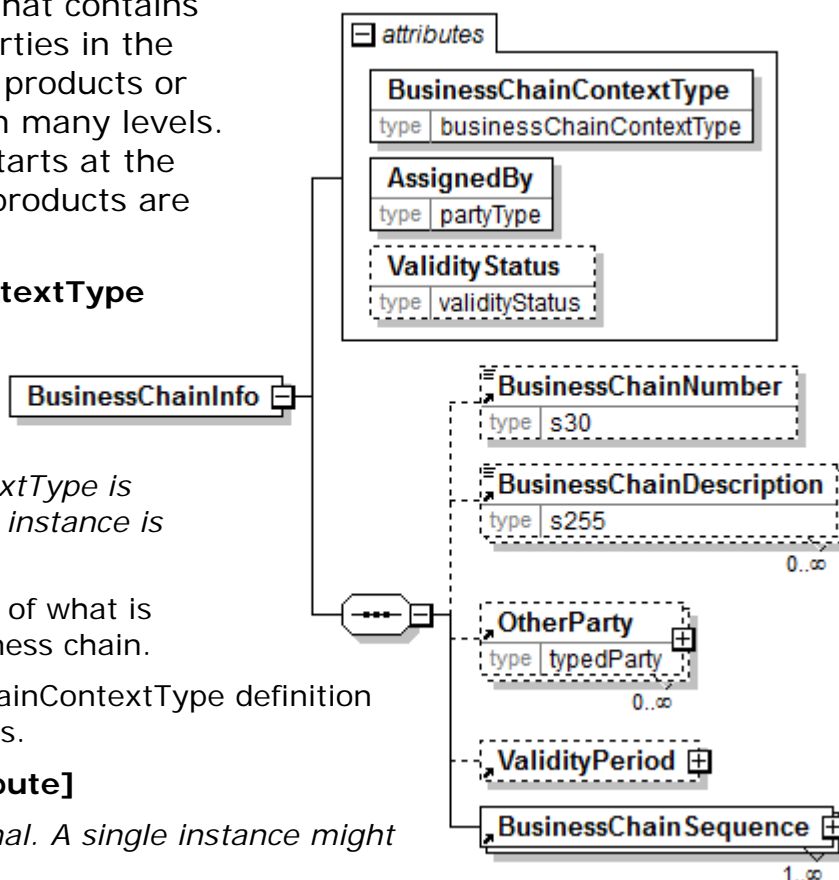 hat contains
rties in the
products or
n many levels.
tarts at the
products are
textType
xtType is
instance is
of what is
ness chain.
ainContextType definition
s.
bute]
nal. A single instance might
attributes
BusinessChainContextType
type businessChainContextType
AssignedBy
type partyType
ValidityStatus
type validityStatus
BusinessChainInfo
BusinessChainNumber
type s30
BusinessChainDescription
type s255
0..∞
OtherParty
type typedParty
0..∞
ValidityPeriod
BusinessChainSequence
1..∞